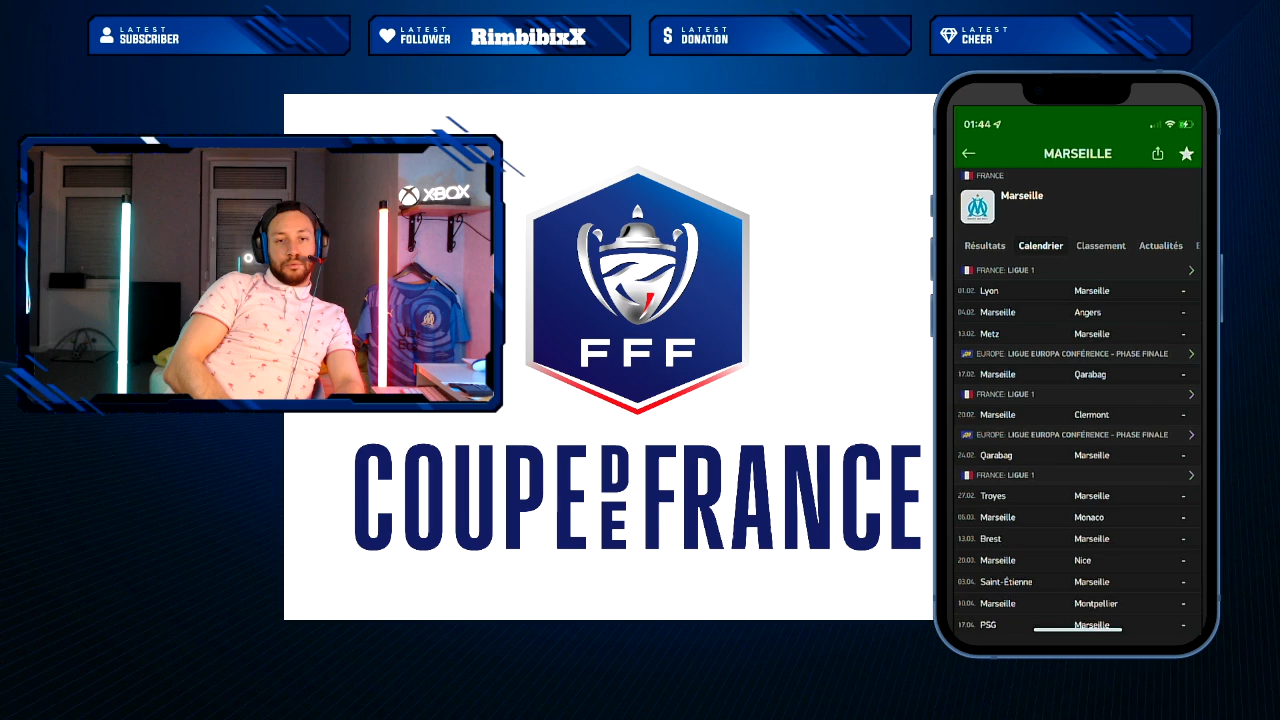 LATEST
SUBSCRIBER
LATEST
FOLLOWER
RimbibixX
LATEST
DONATION
LATEST
CHEER
XBOX
FFF
COUPE DE FRANCE
01:44
MARSEILLE
FRANCE
Marseille
Résultats Calendrier Classement Actualités E
FRANCE: LIGUE 1
01.02. Lyon Marseille -
04.02. Marseille Angers -
13.02. Metz Marseille -
EUROPE: LIGUE EUROPA CONFÉRENCE - PHASE FINALE
17.02. Marseille Qarabag -
FRANCE: LIGUE 1
20.02. Marseille Clermont -
EUROPE: LIGUE EUROPA CONFÉRENCE - PHASE FINALE
24.02. Qarabag Marseille -
FRANCE: LIGUE 1
27.02. Troyes Marseille -
06.03. Marseille Monaco -
13.03. Brest Marseille -
20.03. Marseille Nice -
03.04. Saint-Étienne Marseille -
10.04. Marseille Montpellier -
17.04. PSG Marseille -